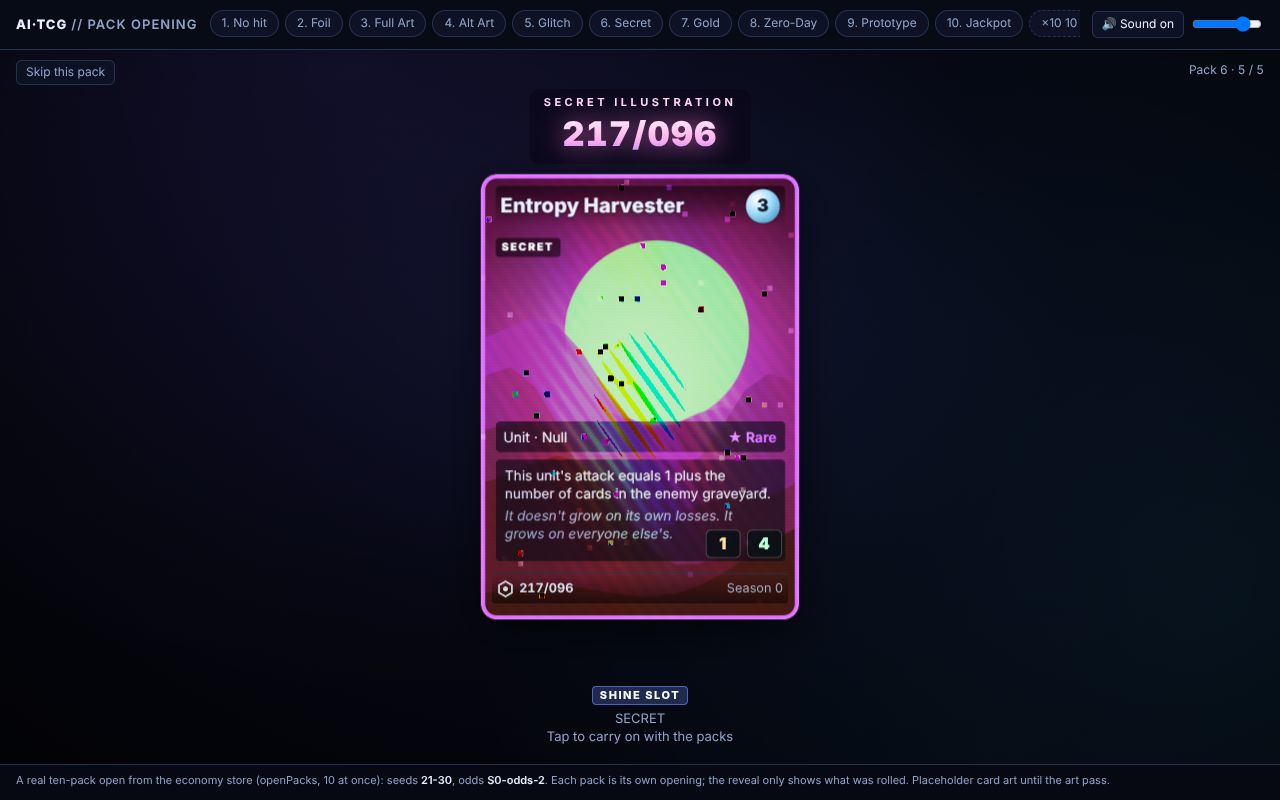 AI·TCG // PACK OPENING
1. No hit
2. Foil
3. Full Art
4. Alt Art
5. Glitch
6. Secret
7. Gold
8. Zero-Day
9. Prototype
10. Jackpot
×10 10
🔊 Sound on
Skip this pack
Pack 6 · 5 / 5
SECRET ILLUSTRATION
217/096
Entropy Harvester
3
SECRET
Unit · Null
★ Rare
This unit's attack equals 1 plus the
number of cards in the enemy graveyard.
It doesn't grow on its own losses. It
grows on everyone else's.
1
4
217/096
Season 0
SHINE SLOT
SECRET
Tap to carry on with the packs
A real ten-pack open from the economy store (openPacks, 10 at once): seeds 21-30, odds S0-odds-2. Each pack is its own opening; the reveal only shows what was rolled. Placeholder card art until the art pass.